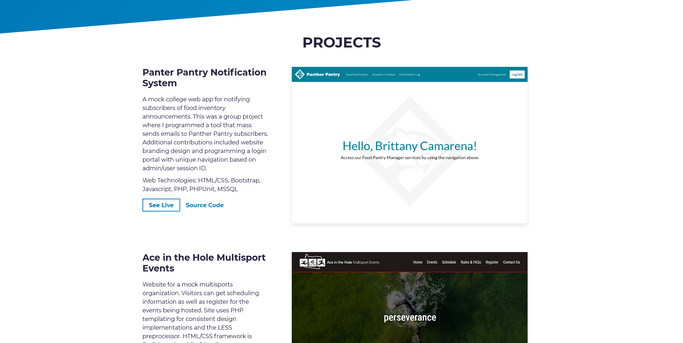 PROJECTS
Panter Pantry Notification
System
A mock college web app for notifying
subscribers of food inventory
announcements. This was a group project
where I programmed a tool that mass
sends emails to Panther Pantry subscribers.
Additional contributions included website
branding design and programming a login
portal with unique navigation based on
admin/user session ID.
Web Technologies: HTML/CSS, Bootstrap,
Javascript, PHP, PHPUnit, MSSQL
See Live Source Code
Panther Pantry
Log Out
Hello, Brittany Camarena!
Access our Food Pantry Manager services by using the navigation above.
Ace in the Hole Multisport
Events
Website for a mock multisports
organization. Visitors can get scheduling
information as well as register for the
events being hosted. Site uses PHP
templating for consistent design
implementations and the LESS
preprocessor. HTML/CSS framework is
Ace in the Hole Multisport Events Home Events Schedule Rules & FAQs Register Contact Us
perseverance